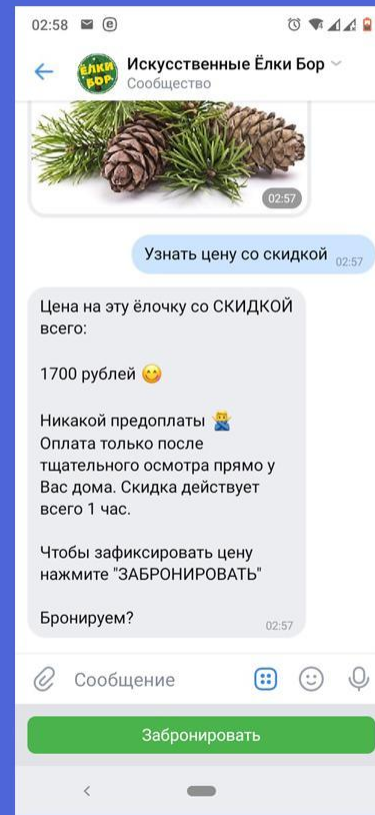 02:58
Искусственные Ёлки Бор
ЁЛКИ
БОР
Сообщество
02:57
Узнать цену со скидкой 02:57
Цена на эту ёлочку со СКИДКОЙ
всего:
1700 рублей 😋
Никакой предоплаты 🙅‍♂️
Оплата только после
тщательного осмотра прямо у
Вас дома. Скидка действует
всего 1 час.
Чтобы зафиксировать цену
нажмите "ЗАБРОНИРОВАТЬ"
Бронируем?
02:57
Сообщение
Забронировать